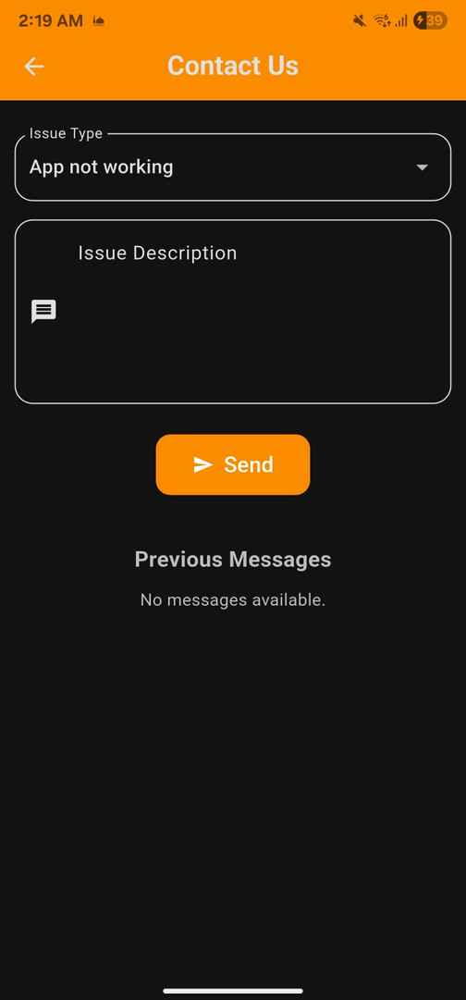 2:19 AM
39
Contact Us
Issue Type
App not working
Issue Description
Send
Previous Messages
No messages available.